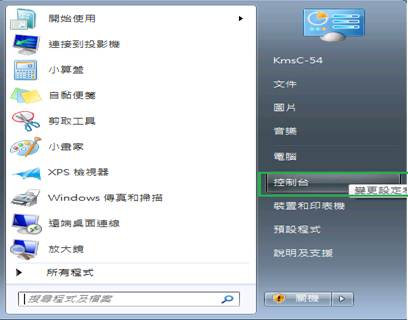 開始使用
連接到投影機
小算盤
自黏便箋
剪取工具
小畫家
XPS 檢視器
Windows 傳真和掃描
遠端桌面連線
放大鏡
所有程式
搜尋程式及檔案
KmsC-54
文件
圖片
音樂
電腦
控制台
變更設定
裝置和印表機
預設程式
說明及支援
關機